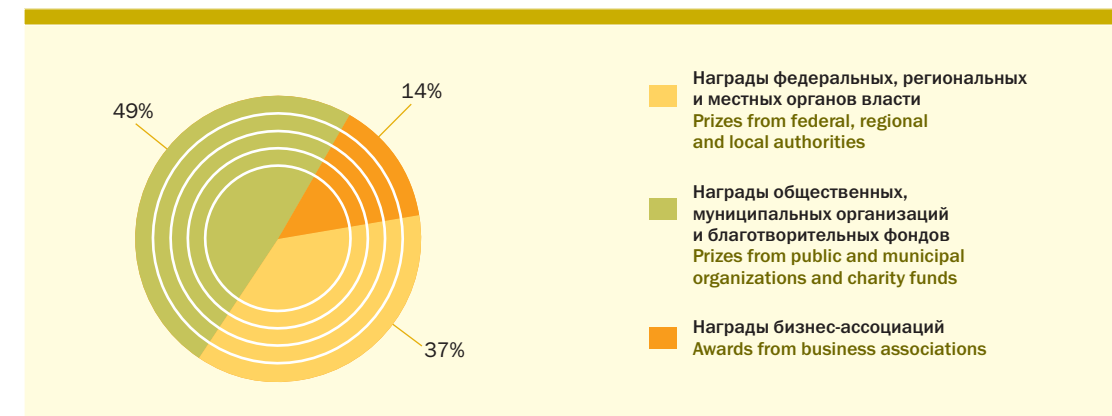 49%
14%
37%
Награды федеральных, региональных
и местных органов власти
Prizes from federal, regional
and local authorities
Награды общественных,
муниципальных организаций
и благотворительных фондов
Prizes from public and municipal
organizations and charity funds
Награды бизнес-ассоциаций
Awards from business associations